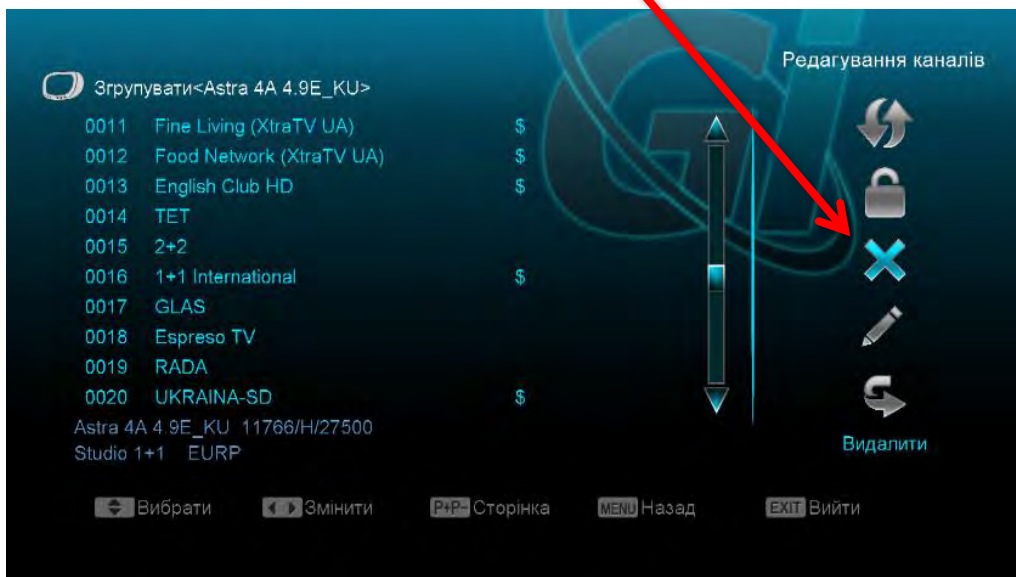 Редагування каналів
Згрупувати<Astra 4A 4.9E_KU>
0011 Fine Living (XtraTV UA) $
0012 Food Network (XtraTV UA) $
0013 English Club HD $
0014 TET
0015 2+2
0016 1+1 International $
0017 GLAS
0018 Espreso TV
0019 RADA
0020 UKRAINA-SD $
Astra 4A 4.9E_KU 11766/H/27500
Studio 1+1 EURP
Видалити
Вибрати Змінити P+P- Сторінка MENU Назад EXIT Вийти